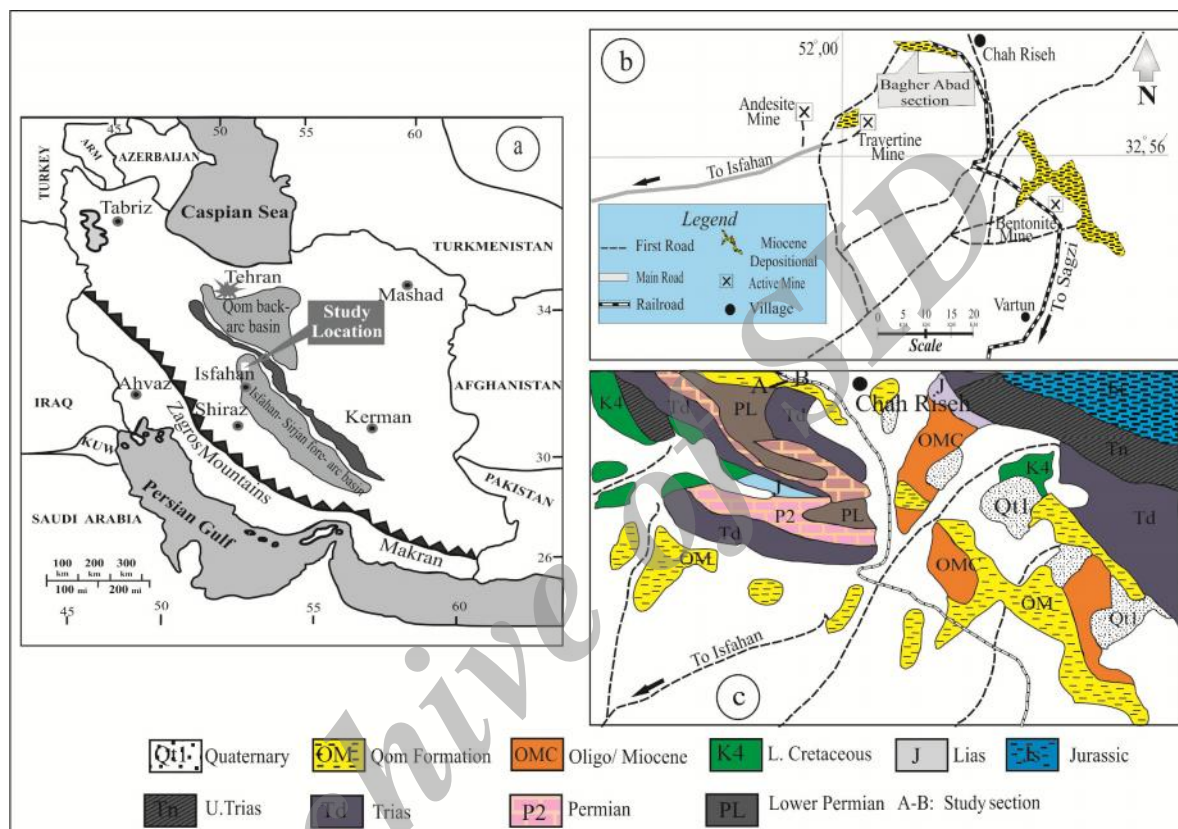 a
45
50
55
60
TURKEY
ARM
AZERBAIJAN
Tabriz
Caspian Sea
TURKMENISTAN
Tehran
Mashad
Qom back-
arc basin
Study
Location
34
Isfahan
Isfahan- Sirjan fore- arc basin
Ahvaz
Shiraz
Kerman
AFGHANISTAN
IRAQ
KUW
Zagros Mountains
30
PAKISTAN
SAUDI ARABIA
Persian Gulf
Makran
26
100 200 300
km km km
100 mi 200 mi
45
50
55
60
b
52°,00
Chah Riseh
N
Bagher Abad
section
Andesite
Mine
Travertine
Mine
32°,56
To Isfahan
Bentonite
Mine
To Sagzi
Vartun
Legend
First Road
Miocene
Depositional
Main Road
Active Mine
Railroad
Village
0 5 10 15 20
KM KM KM KM
Scale
A
B
K4
Td
PL
Td
Chah Riseh
J
Js
OMC
Tn
K4
Qt1
Td
J
P2
PL
Td
OM
OMC
OM
Qt1
To Isfahan
c
Qt1 Quaternary
OM Qom Formation
OMC Oligo/ Miocene
K4 L. Cretaceous
J Lias
Js Jurassic
Tn U.Trias
Td Trias
P2 Permian
PL Lower Permian
A-B: Study section
Archive of SID